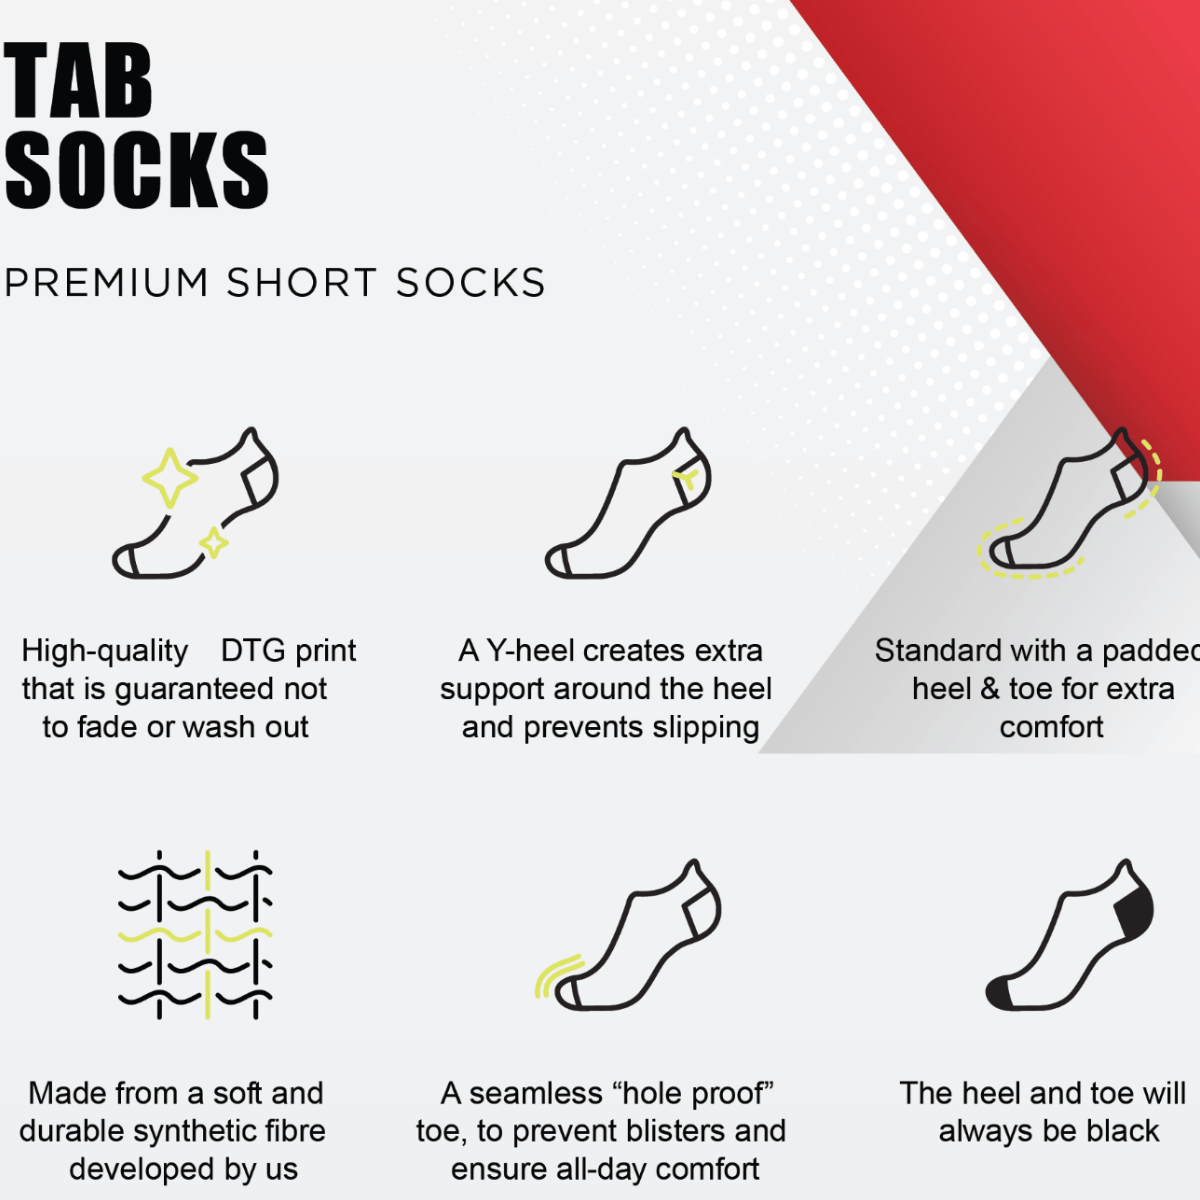 TAB
SOCKS
PREMIUM SHORT SOCKS
High-quality DTG print
that is guaranteed not
to fade or wash out
A Y-heel creates extra
support around the heel
and prevents slipping
Standard with a padded
heel & toe for extra
comfort
Made from a soft and
durable synthetic fibre
developed by us
A seamless “hole proof”
toe, to prevent blisters and
ensure all-day comfort
The heel and toe will
always be black